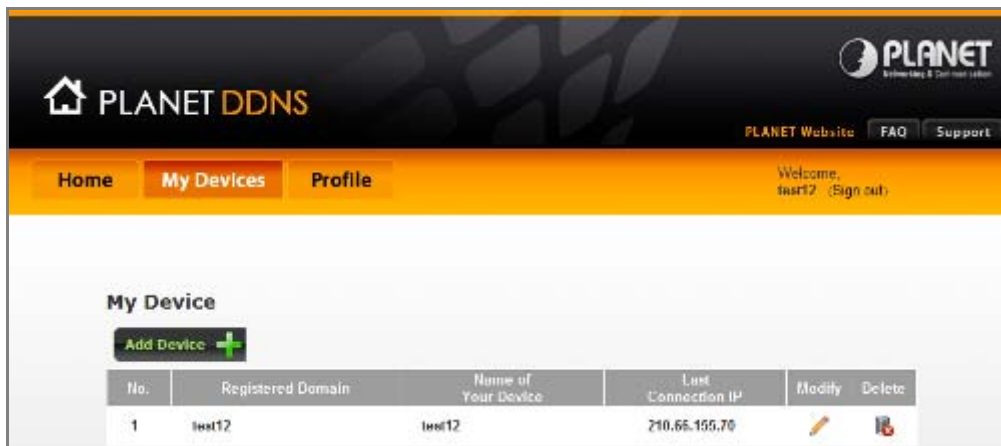 PLANET
Networking & Communication
PLANET DDNS
PLANET Website FAQ Support
Home My Devices Profile
Welcome,
test12 (Sign out)
My Device
Add Device
No. Registered Domain Name of Your Device Last Connection IP Modify Delete
1 test12 test12 210.66.155.70